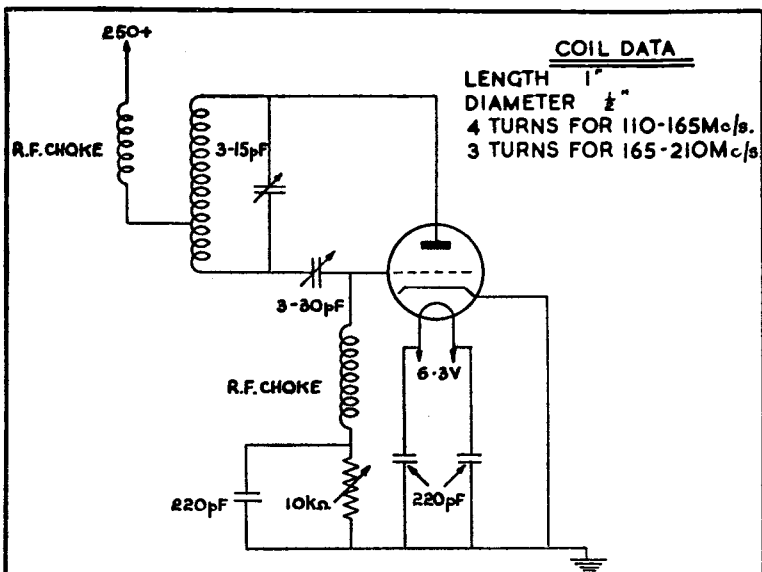 250+
COIL DATA
LENGTH 1"
DIAMETER ½"
4 TURNS FOR 110-165Mc/s.
3 TURNS FOR 165-210Mc/s
R.F. CHOKE
3-15pF
3-30pF
R.F. CHOKE
6·3V
220pF
10kΩ
220pF